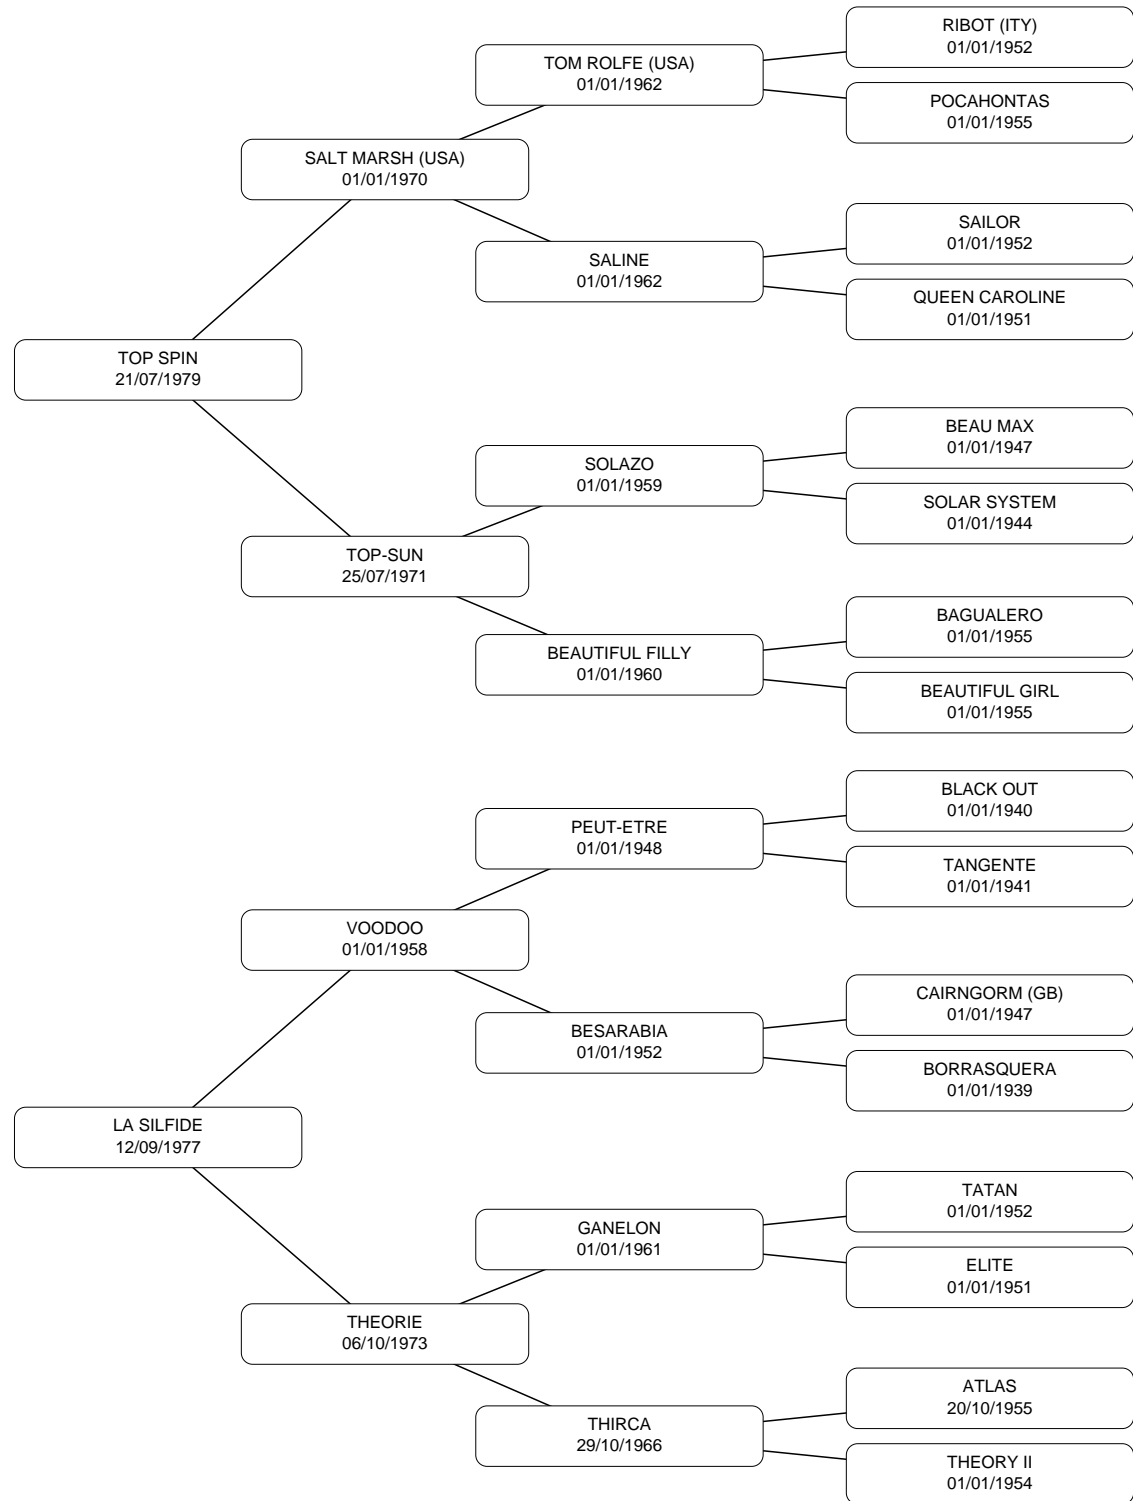 RIBOT (ITY)
01/01/1952
TOM ROLFE (USA)
01/01/1962
POCAHONTAS
01/01/1955
SALT MARSH (USA)
01/01/1970
SAILOR
01/01/1952
SALINE
01/01/1962
QUEEN CAROLINE
01/01/1951
TOP SPIN
21/07/1979
BEAU MAX
01/01/1947
SOLAZO
01/01/1959
SOLAR SYSTEM
01/01/1944
TOP-SUN
25/07/1971
BAGUALERO
01/01/1955
BEAUTIFUL FILLY
01/01/1960
BEAUTIFUL GIRL
01/01/1955
BLACK OUT
01/01/1940
PEUT-ETRE
01/01/1948
TANGENTE
01/01/1941
VOODOO
01/01/1958
CAIRNGORM (GB)
01/01/1947
BESARABIA
01/01/1952
BORRASQUERA
01/01/1939
LA SILFIDE
12/09/1977
TATAN
01/01/1952
GANELON
01/01/1961
ELITE
01/01/1951
THEORIE
06/10/1973
ATLAS
20/10/1955
THIRCA
29/10/1966
THEORY II
01/01/1954